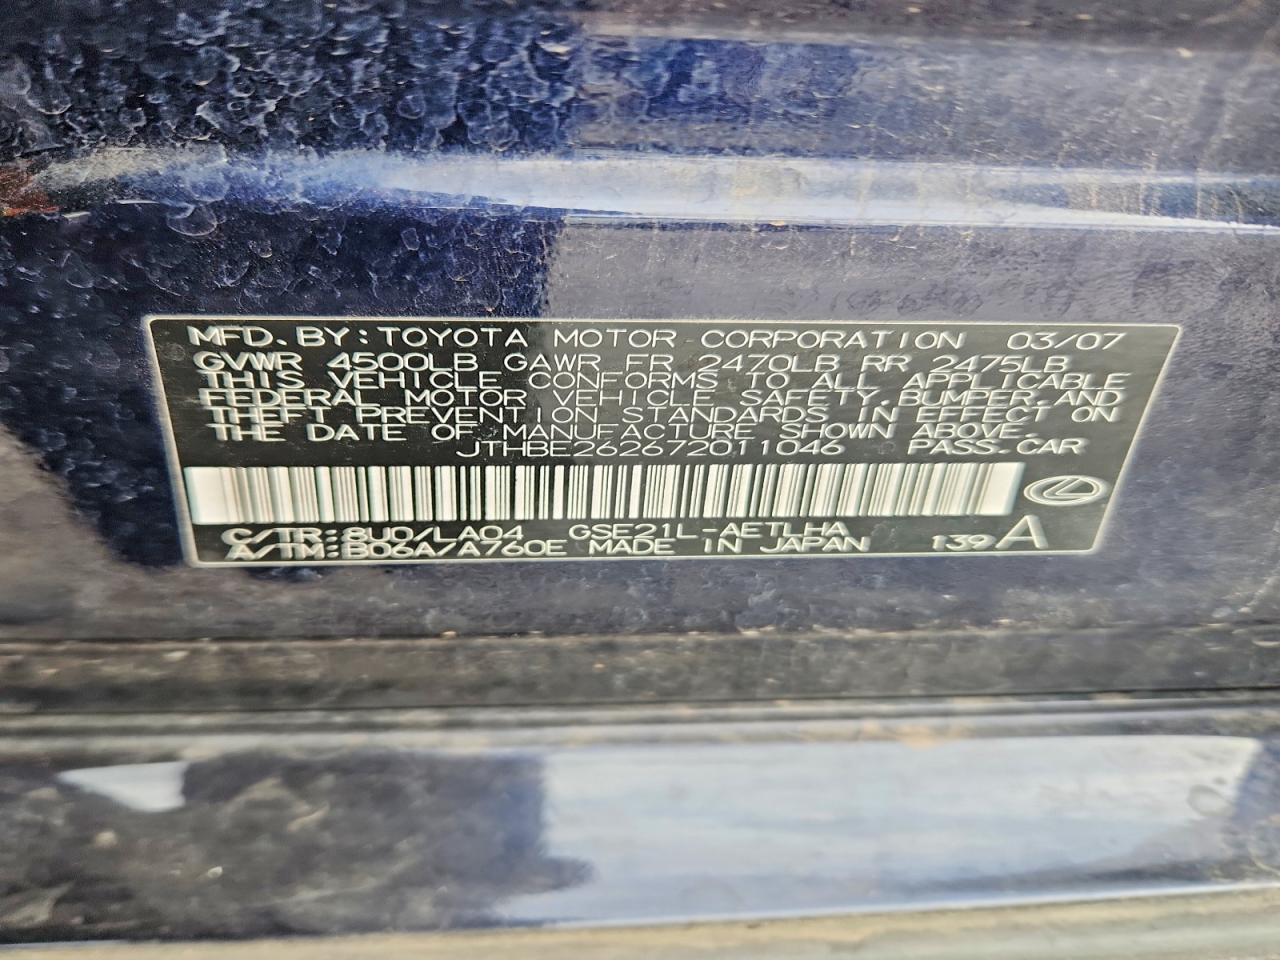 MFD. BY: TOYOTA MOTOR CORPORATION 03/07
GVWR 4500LB GAWR FR 2470LB RR 2475LB
THIS VEHICLE CONFORMS TO ALL APPLICABLE
FEDERAL MOTOR VEHICLE SAFETY, BUMPER, AND
THEFT PREVENTION STANDARDS IN EFFECT ON
THE DATE OF MANUFACTURE SHOWN ABOVE.
JTHBE262672011046 PASS. CAR
C/TR: 8U0/LA04 GSE21L-AETLHA
A/TM: B06A/A760E MADE IN JAPAN 139 A